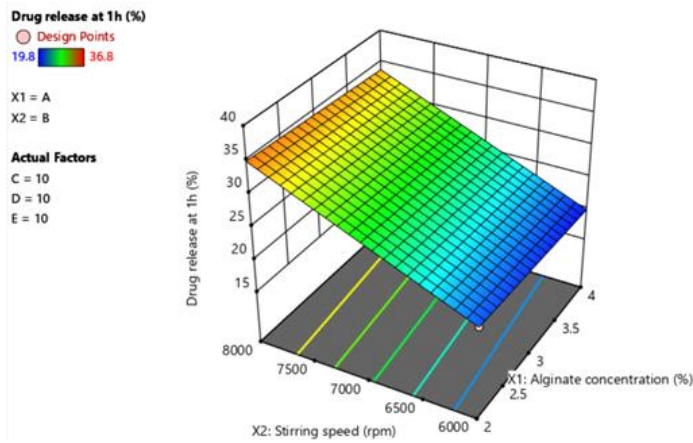 Drug release at 1h (%)
Design Points
19.8 36.8
X1 = A
X2 = B
Actual Factors
C = 10
D = 10
E = 10
Drug release at 1h (%)
40
35
30
25
20
15
8000
7500
7000
6500
6000
X2: Stirring speed (rpm)
4
3.5
3
2.5
2
X1: Alginate concentration (%)